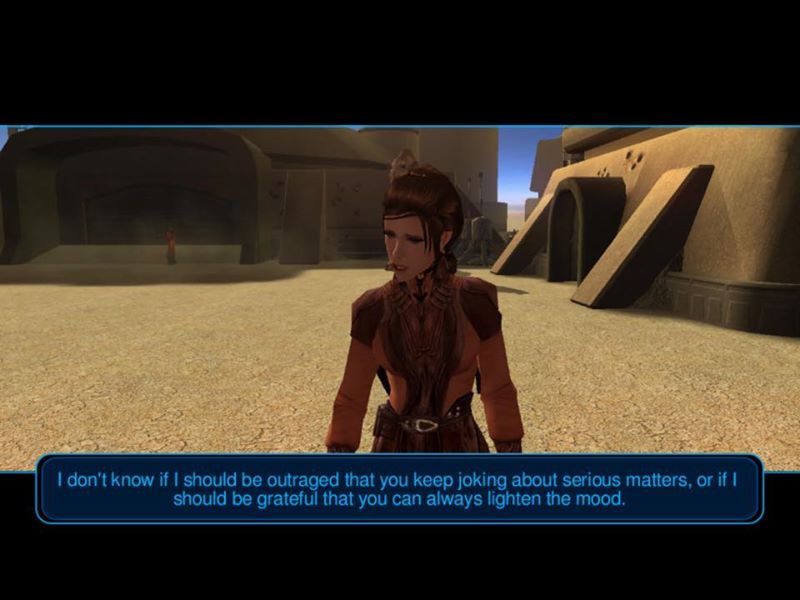 I don't know if I should be outraged that you keep joking about serious matters, or if I
should be grateful that you can always lighten the mood.